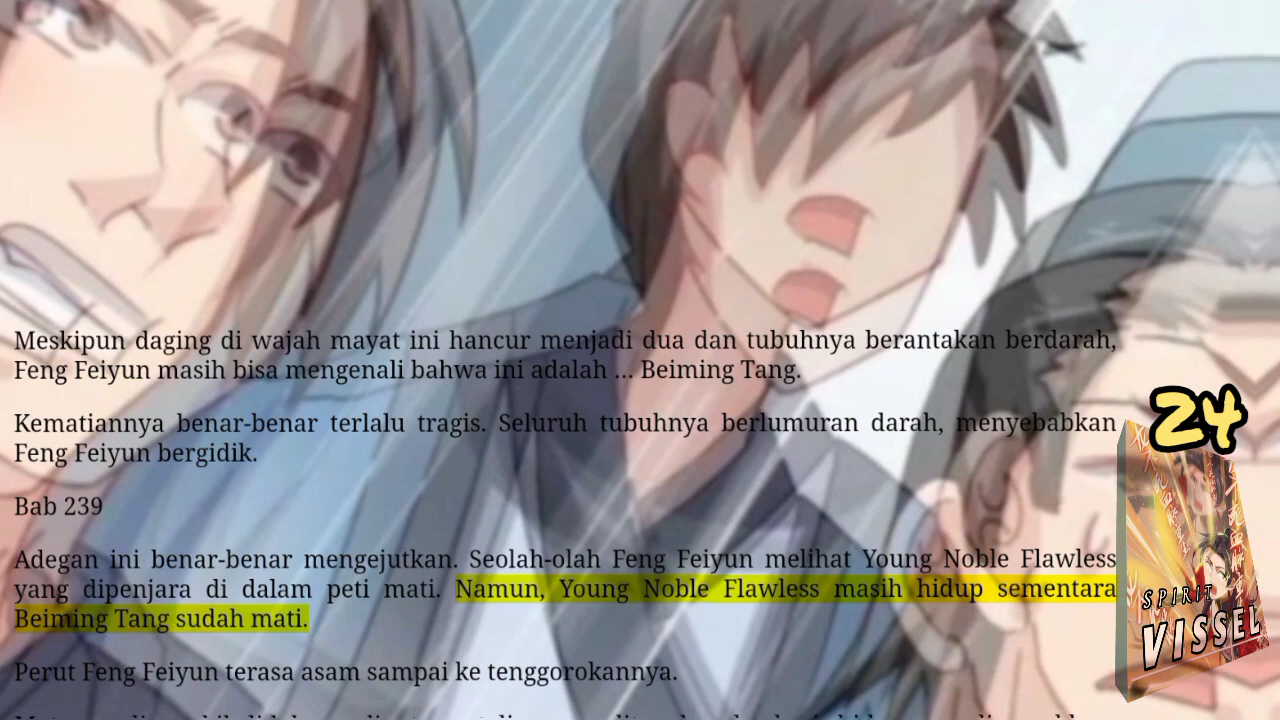 Meskipun daging di wajah mayat ini hancur menjadi dua dan tubuhnya berantakan berdarah,
Feng Feiyun masih bisa mengenali bahwa ini adalah ... Beiming Tang.
Kematiannya benar-benar terlalu tragis. Seluruh tubuhnya berlumuran darah, menyebabkan
Feng Feiyun bergidik.
Bab 239
Adegan ini benar-benar mengejutkan. Seolah-olah Feng Feiyun melihat Young Noble Flawless
yang dipenjara di dalam peti mati. Namun, Young Noble Flawless masih hidup sementara
Beiming Tang sudah mati.
Perut Feng Feiyun terasa asam sampai ke tenggorokannya.
24
SPIRIT
VISSEL